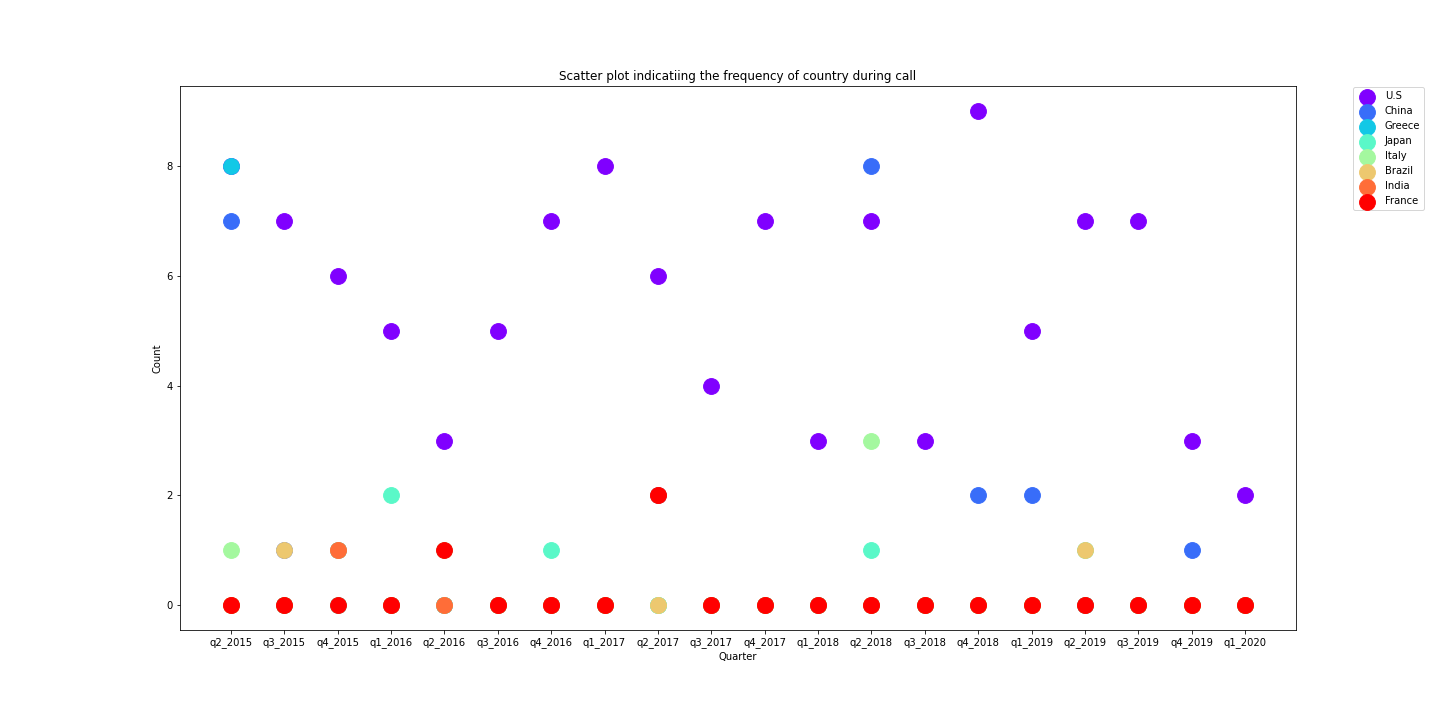 Scatter plot indicatiing the frequency of country during call
U.S
China
Greece
Japan
Italy
Brazil
India
France
Count
8
6
4
2
0
q2_2015 q3_2015 q4_2015 q1_2016 q2_2016 q3_2016 q4_2016 q1_2017 q2_2017 q3_2017 q4_2017 q1_2018 q2_2018 q3_2018 q4_2018 q1_2019 q2_2019 q3_2019 q4_2019 q1_2020
Quarter